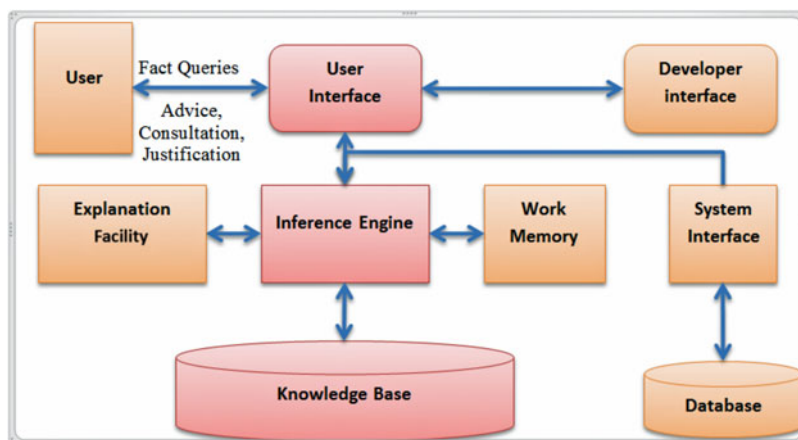 User
Fact Queries
Advice,
Consultation,
Justification
User
Interface
Developer
interface
Explanation
Facility
Inference Engine
Work
Memory
System
Interface
Knowledge Base
Database